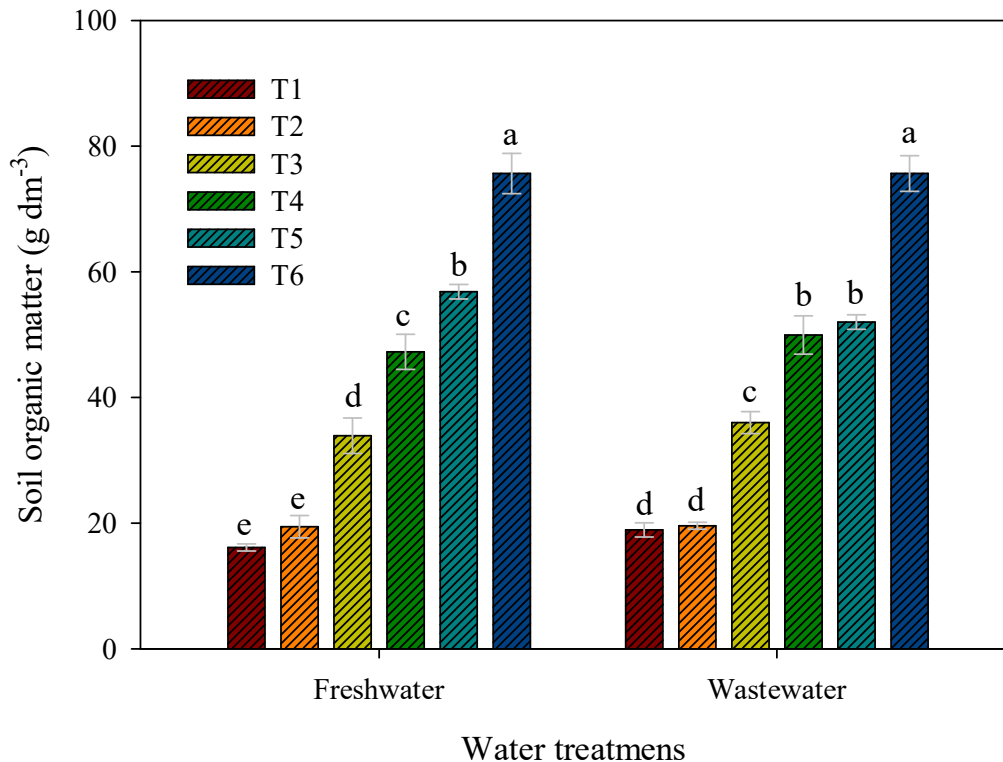 Soil organic matter (g dm-3)
100
80
60
40
20
0
T1
T2
T3
T4
T5
T6
e
e
d
c
b
a
d
d
c
b
b
a
Freshwater
Wastewater
Water treatmens